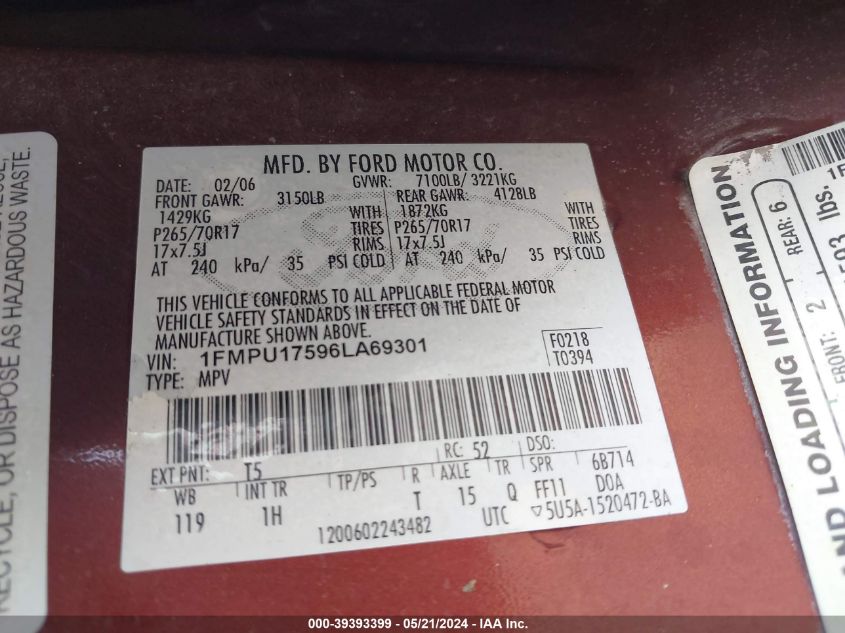 RECYCLE, OR DISPOSE AS HAZARDOUS WASTE.
MFD. BY FORD MOTOR CO.
DATE: 02/06 GVWR: 7100LB/ 3221KG
FRONT GAWR: 3150LB REAR GAWR: 4128LB
1429KG WITH 1872KG WITH
P265/70R17 TIRES P265/70R17 TIRES
17x7.5J RIMS 17x7.5J RIMS
AT 240 kPa/ 35 PSI COLD AT 240 kPa/ 35 PSI COLD
THIS VEHICLE CONFORMS TO ALL APPLICABLE FEDERAL MOTOR
VEHICLE SAFETY STANDARDS IN EFFECT ON THE DATE OF
MANUFACTURE SHOWN ABOVE.
VIN: 1FMPU17596LA69301 F0218
TYPE: MPV T0394
RC: 52 DSO:
EXT PNT: T5 6B714
WB INT TR TP/PS R AXLE TR SPR DOA
119 1H T 15 Q FF11
1200602243482 UTC ▽5U5A-1520472-BA
AND LOADING INFORMATION
FRONT: 2 REAR: 6
lbs. 1F
000-39393399 - 05/21/2024 - IAA Inc.